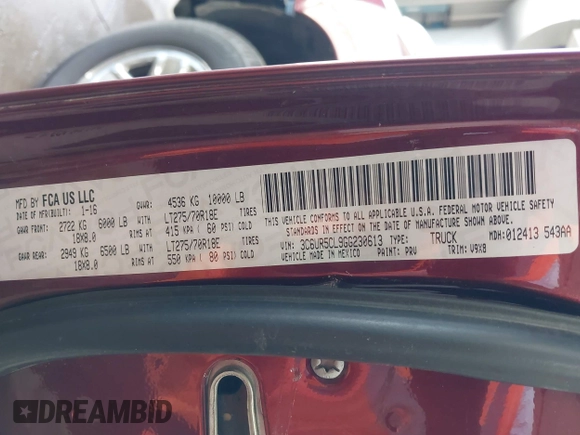 MFD BY FCA US LLC GVWR: 4536 KG 10000 LB
DATE OF MFR(BUILT): 1-16
GAWR FRONT: 2722 KG 6000 LB WITH LT275/70R18E TIRES
18X8.0 RIMS AT 415 KPA ( 60 PSI) COLD
GAWR REAR: 2949 KG 6500 LB WITH LT275/70R18E TIRES
18X8.0 RIMS AT 550 KPA ( 80 PSI) COLD
THIS VEHICLE CONFORMS TO ALL APPLICABLE U.S.A. FEDERAL MOTOR VEHICLE SAFETY
STANDARDS IN EFFECT ON THE DATE OF MANUFACTURE SHOWN ABOVE.
VIN: 3C6UR5CL9GG230613 TYPE: TRUCK MDH: 012413 543AA
VEHICLE MADE IN MEXICO PAINT: PRV TRIM: V9X8
DREAMBID